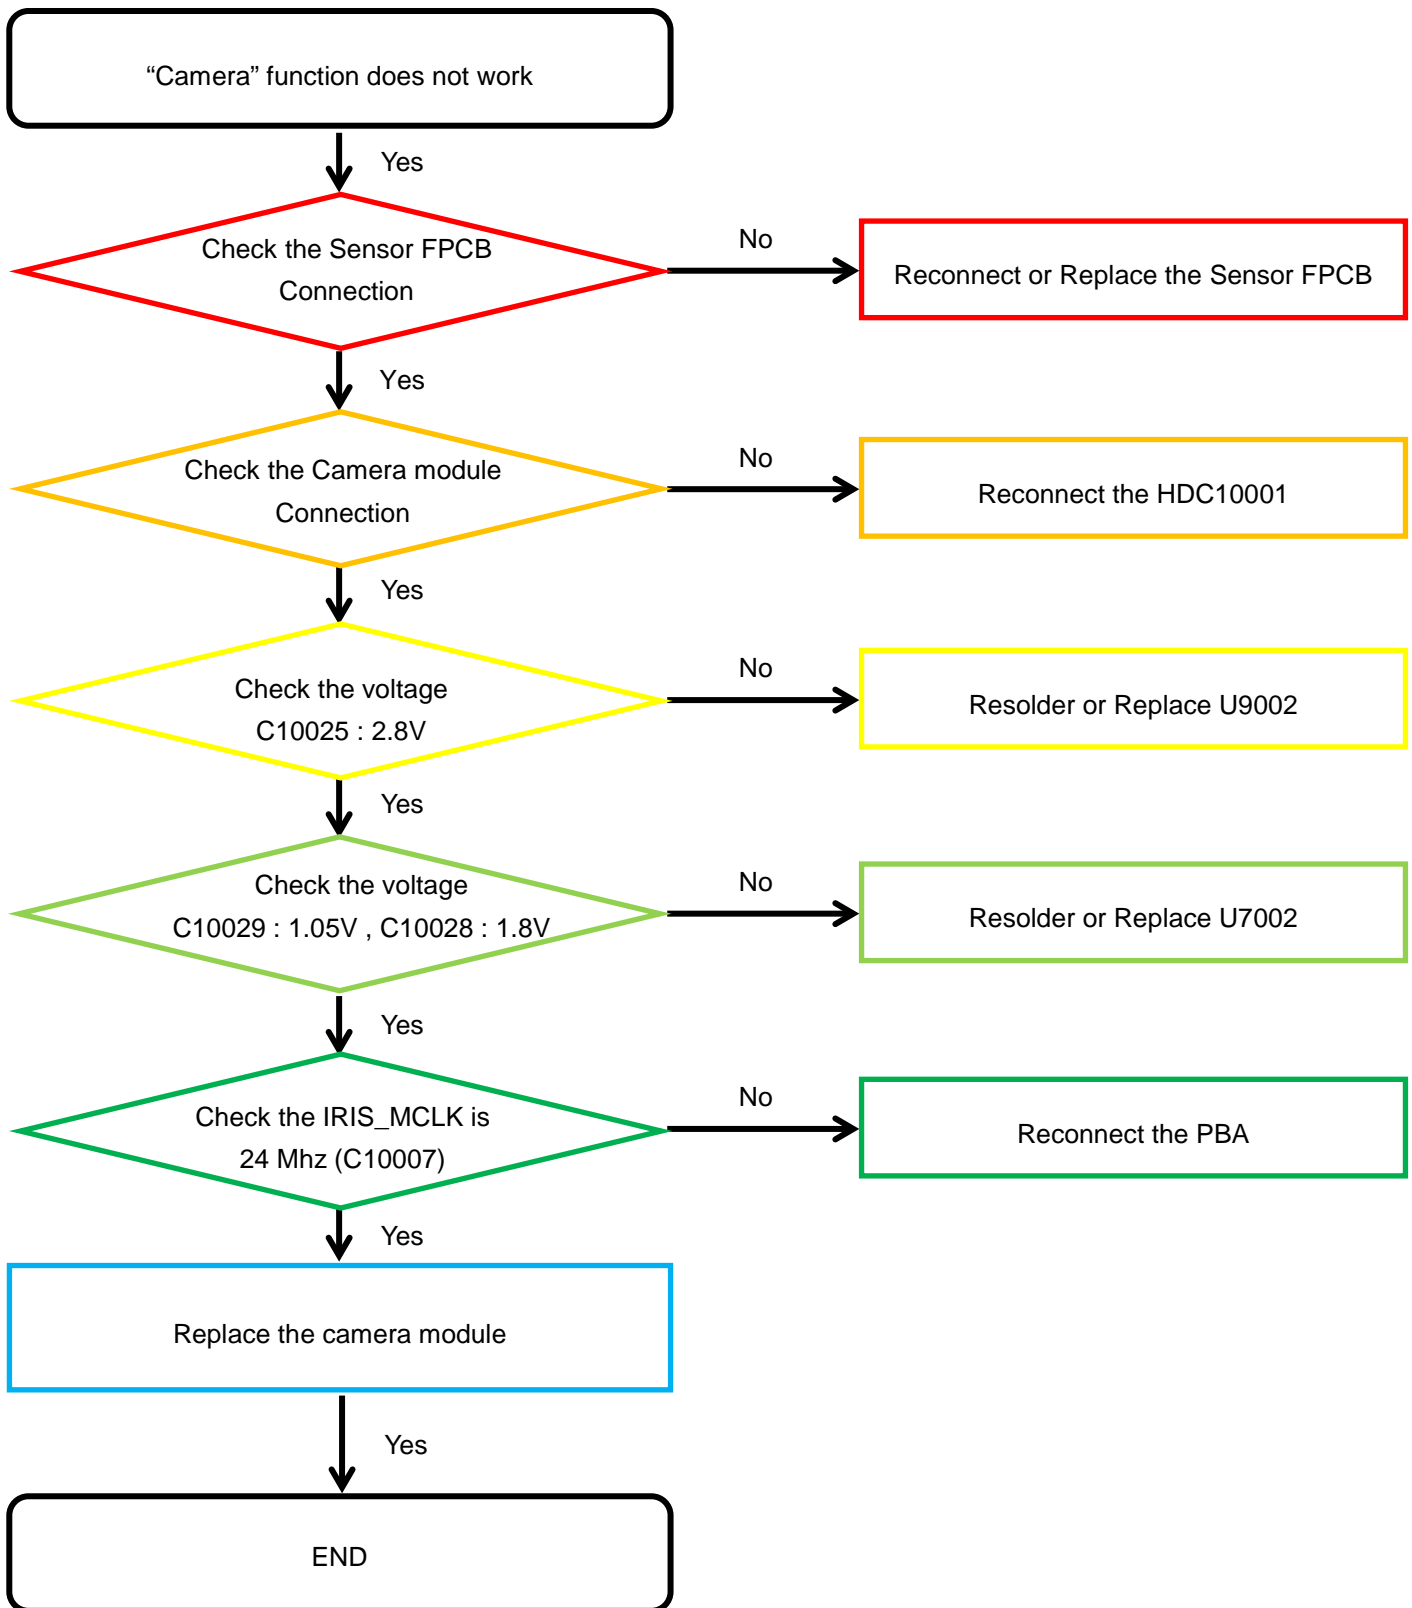 “Camera” function does not work
Yes
Check the Sensor FPCB
Connection
No
Reconnect or Replace the Sensor FPCB
Yes
Check the Camera module
Connection
No
Reconnect the HDC10001
Yes
Check the voltage
C10025 : 2.8V
No
Resolder or Replace U9002
Yes
Check the voltage
C10029 : 1.05V , C10028 : 1.8V
No
Resolder or Replace U7002
Yes
Check the IRIS_MCLK is
24 Mhz (C10007)
No
Reconnect the PBA
Yes
Replace the camera module
Yes
END